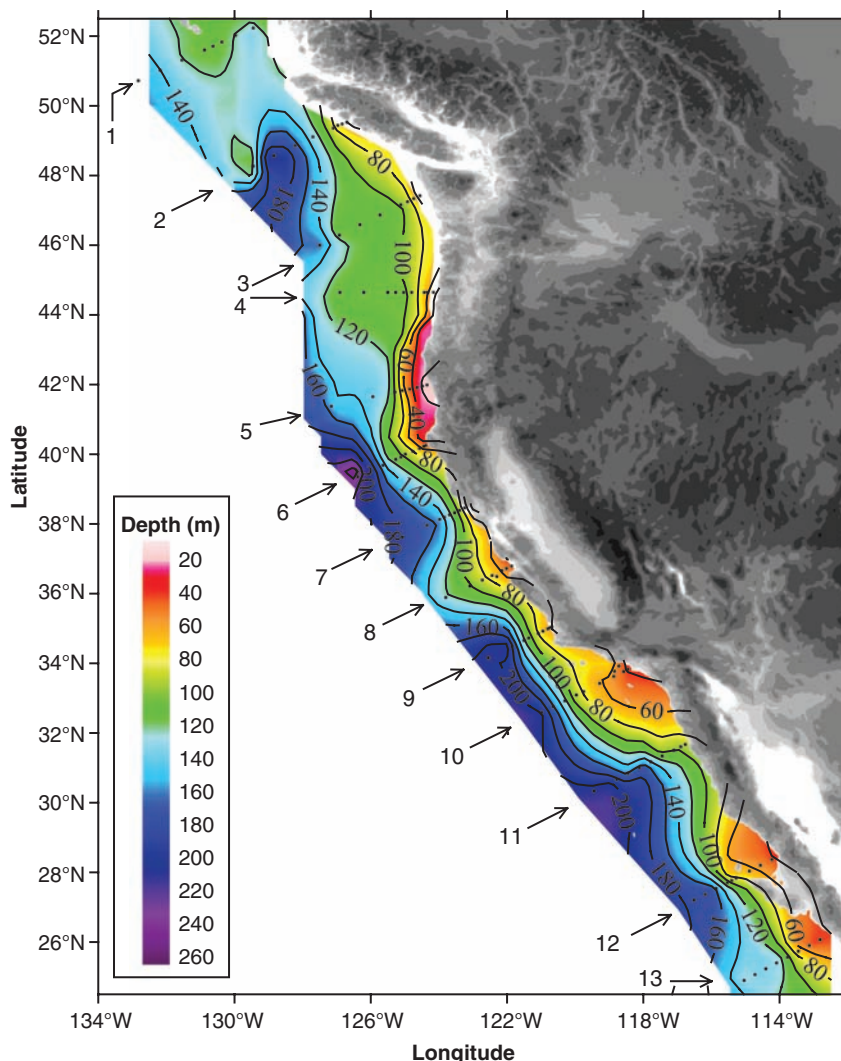 52°N
50°N
48°N
46°N
44°N
42°N
40°N
38°N
36°N
34°N
32°N
30°N
28°N
26°N
Latitude
134°W
130°W
126°W
122°W
118°W
114°W
Longitude
Depth (m)
20
40
60
80
100
120
140
160
180
200
220
240
260
1
2
3
4
5
6
7
8
9
10
11
12
13
140
80
180
140
100
120
60
160
40
80
200
140
180
100
80
160
200
100
80
60
140
200
100
180
160
120
60
80